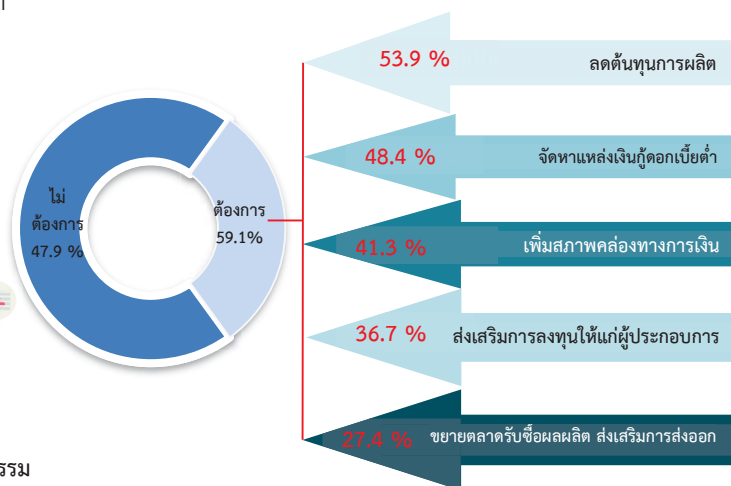 53.9 %
ลดต้นทุนการผลิต
48.4 %
จัดหาแหล่งเงินกู้ดอกเบี้ยต่ำ
ไม่
ต้องการ
47.9 %
ต้องการ
59.1%
41.3 %
เพิ่มสภาพคล่องทางการเงิน
36.7 %
ส่งเสริมการลงทุนให้แก่ผู้ประกอบการ
27.4 %
ขยายตลาดรับซื้อผลผลิต ส่งเสริมการส่งออก
รรม